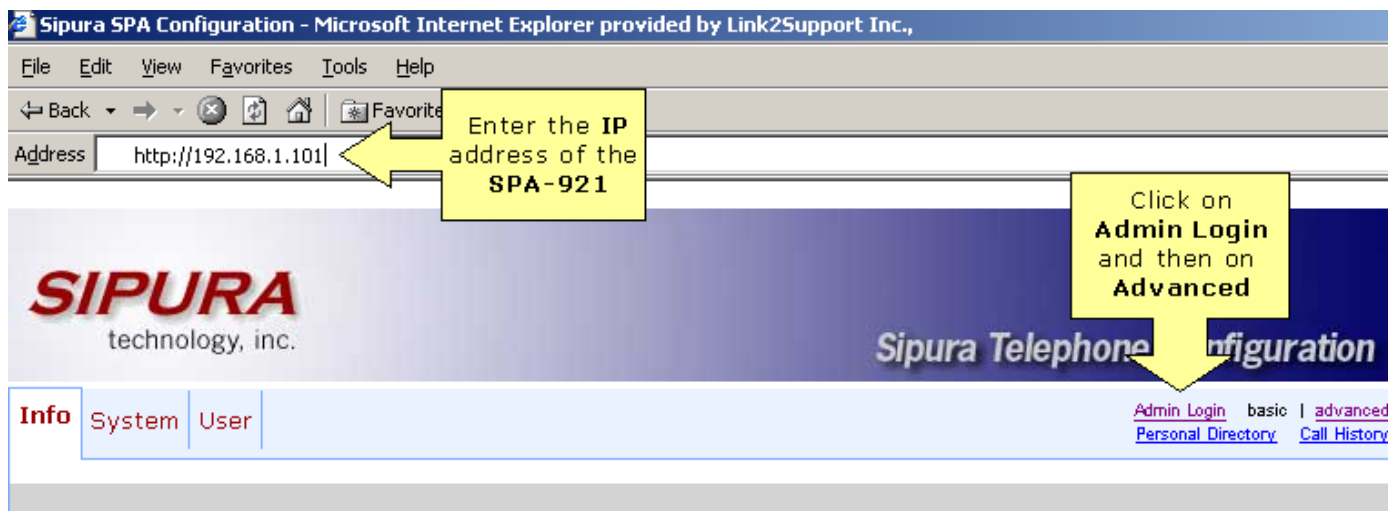 Sipura SPA Configuration - Microsoft Internet Explorer provided by Link2Support Inc.,
File Edit View Favorites Tools Help
Back Favorite
Address http://192.168.1.101
Enter the IP
address of the
SPA-921
Click on
Admin Login
and then on
Advanced
SIPURA
technology, inc.
Sipura Telephone nfiguration
Info System User
Admin Login basic | advanced
Personal Directory Call History